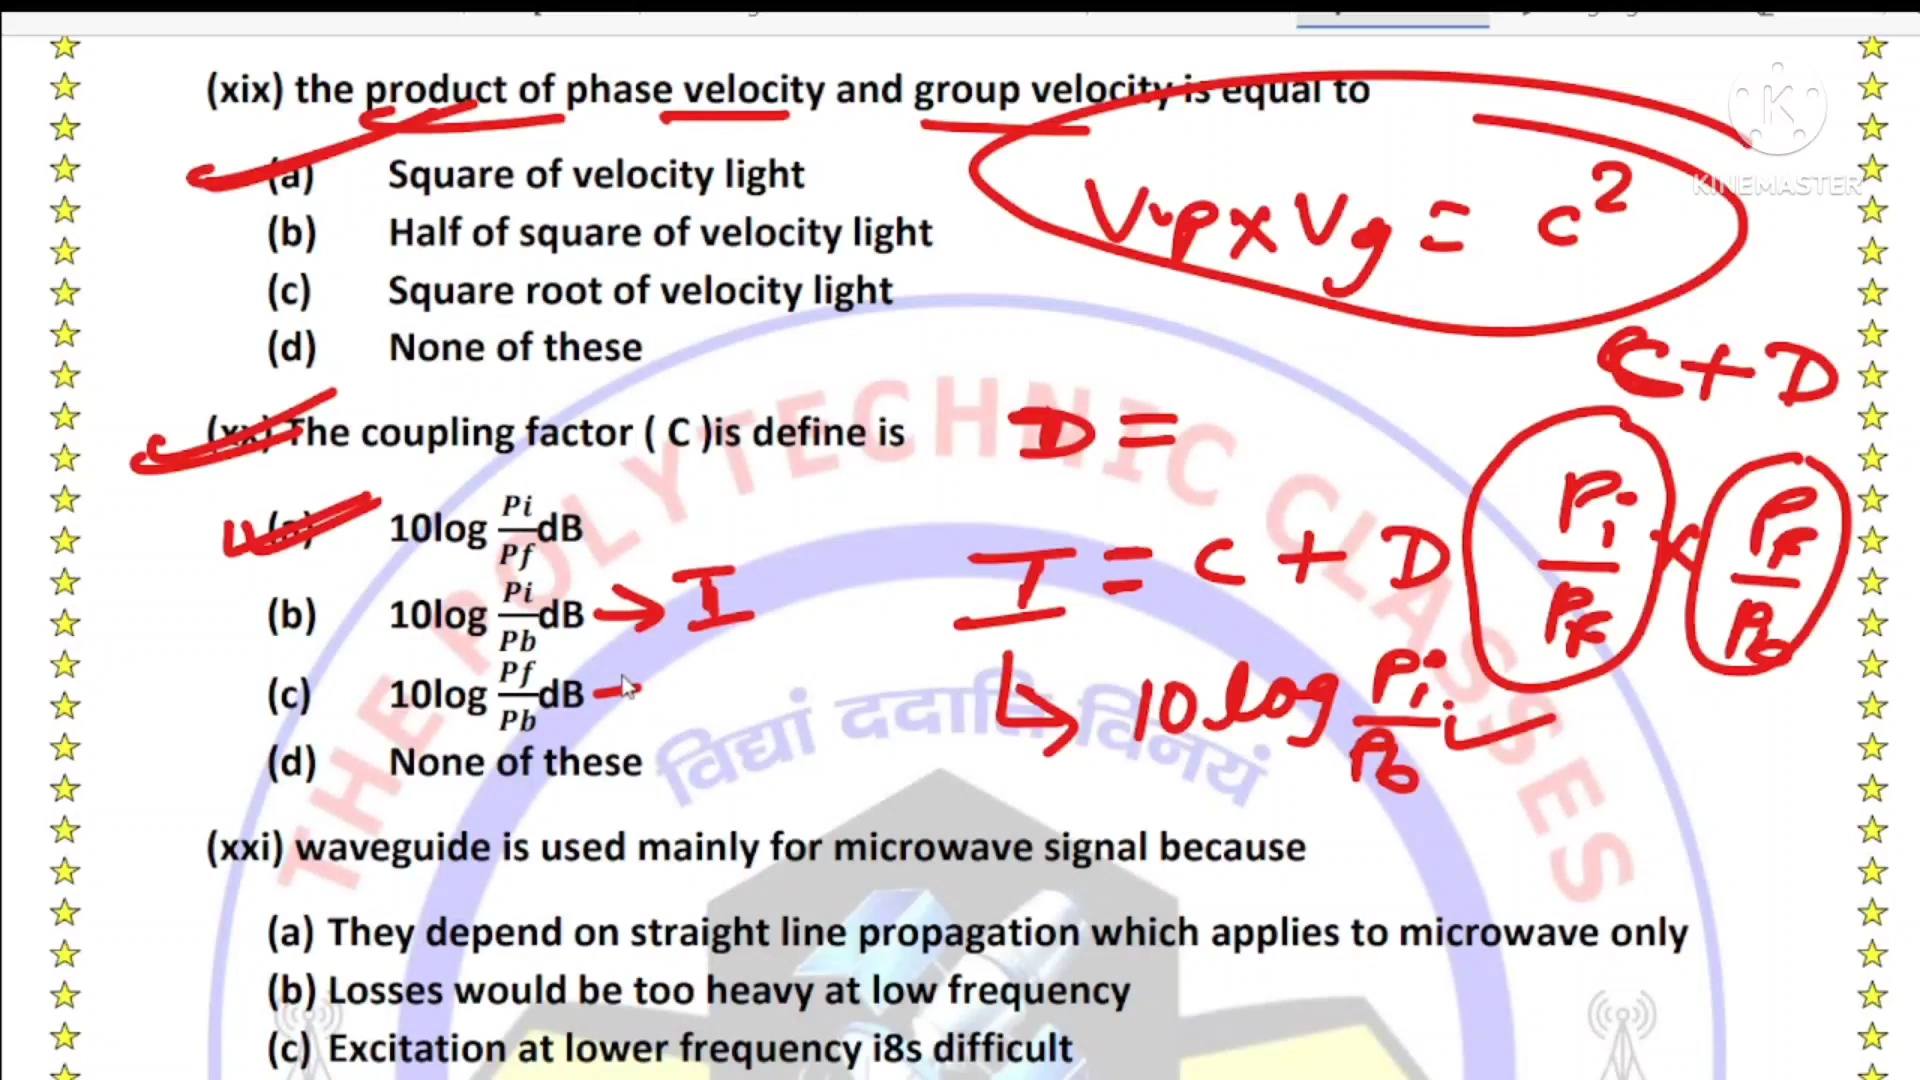 (xix) the product of phase velocity and group velocity is equal to
(a) Square of velocity light
(b) Half of square of velocity light
(c) Square root of velocity light
(d) None of these
Vp x Vg = c²
KINEMASTER
C + D
(xx) The coupling factor ( C )is define is
D =
(a) 10log Pi/Pf dB
(b) 10log Pi/Pb dB → I
(c) 10log Pf/Pb dB
(d) None of these
I = C + D
Pi/Pf x Pf/Pb
↳ 10 log Pi/Pb
(xxi) waveguide is used mainly for microwave signal because
(a) They depend on straight line propagation which applies to microwave only
(b) Losses would be too heavy at low frequency
(c) Excitation at lower frequency i8s difficult
THE POLYTECHNIC CLASSES
विद्यां ददाति विनयं